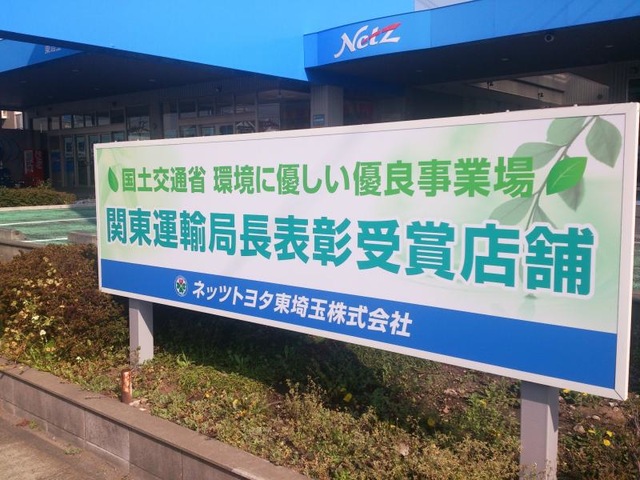 Netz
国土交通省 環境に優しい優良事業場
関東運輸局長表彰受賞店舗
ネッツトヨタ東埼玉株式会社